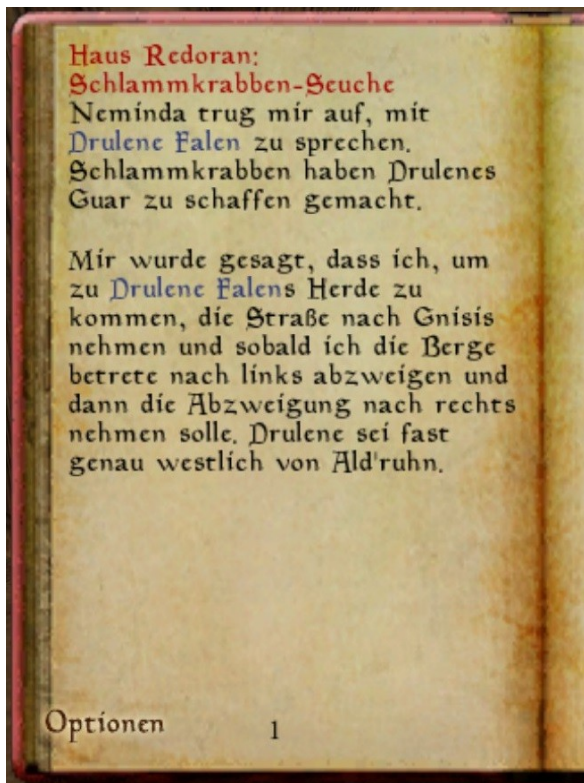 Haus Redoran:
Schlammkrabben-Seuche
Neminda trug mir auf, mit
Drulene Falen zu sprechen.
Schlammkrabben haben Drulenes
Guar zu schaffen gemacht.
Mir wurde gesagt, dass ich, um
zu Drulene Falens Herde zu
kommen, die Straße nach Gnisis
nehmen und sobald ich die Berge
betrete nach links abzweigen und
dann die Abzweigung nach rechts
nehmen solle. Drulene sei fast
genau westlich von Ald'ruhn.
Optionen
1